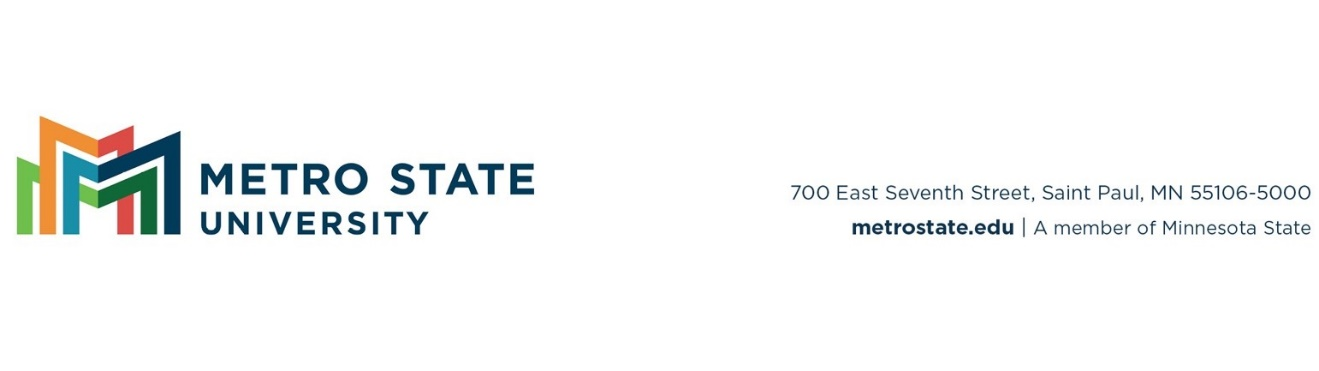 METRO STATE
UNIVERSITY
700 East Seventh Street, Saint Paul, MN 55106-5000
metrostate.edu | A member of Minnesota State